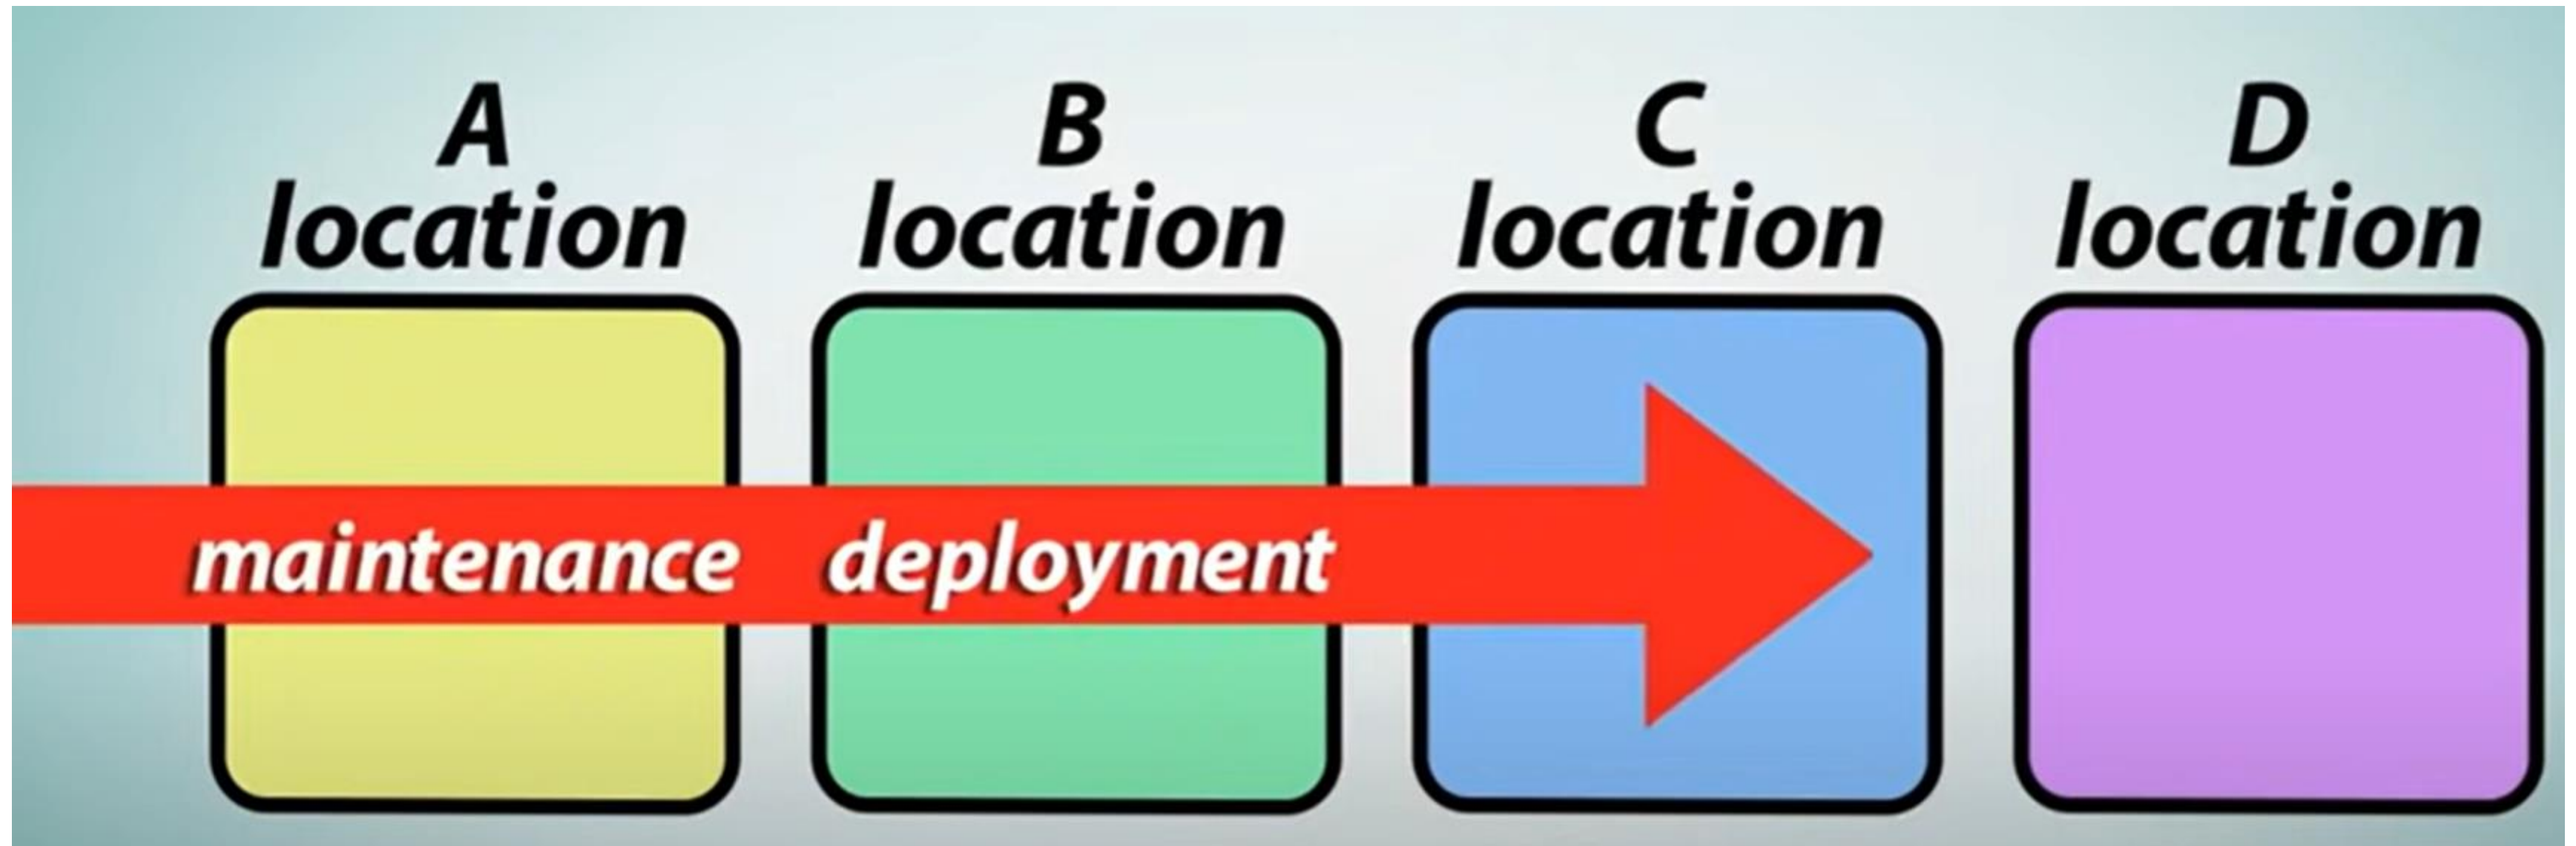 A
location
B
location
C
location
D
location
maintenance deployment